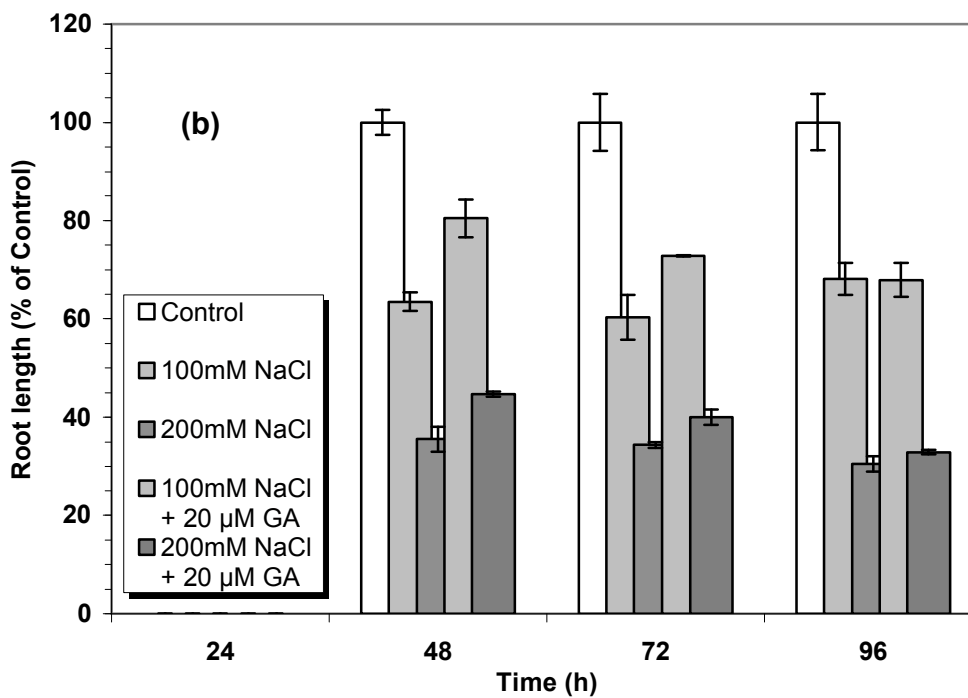 120
100
80
60
40
20
0
Root length (% of Control)
(b)
Control
100mM NaCl
200mM NaCl
100mM NaCl
+ 20 µM GA
200mM NaCl
+ 20 µM GA
24 48 72 96
Time (h)